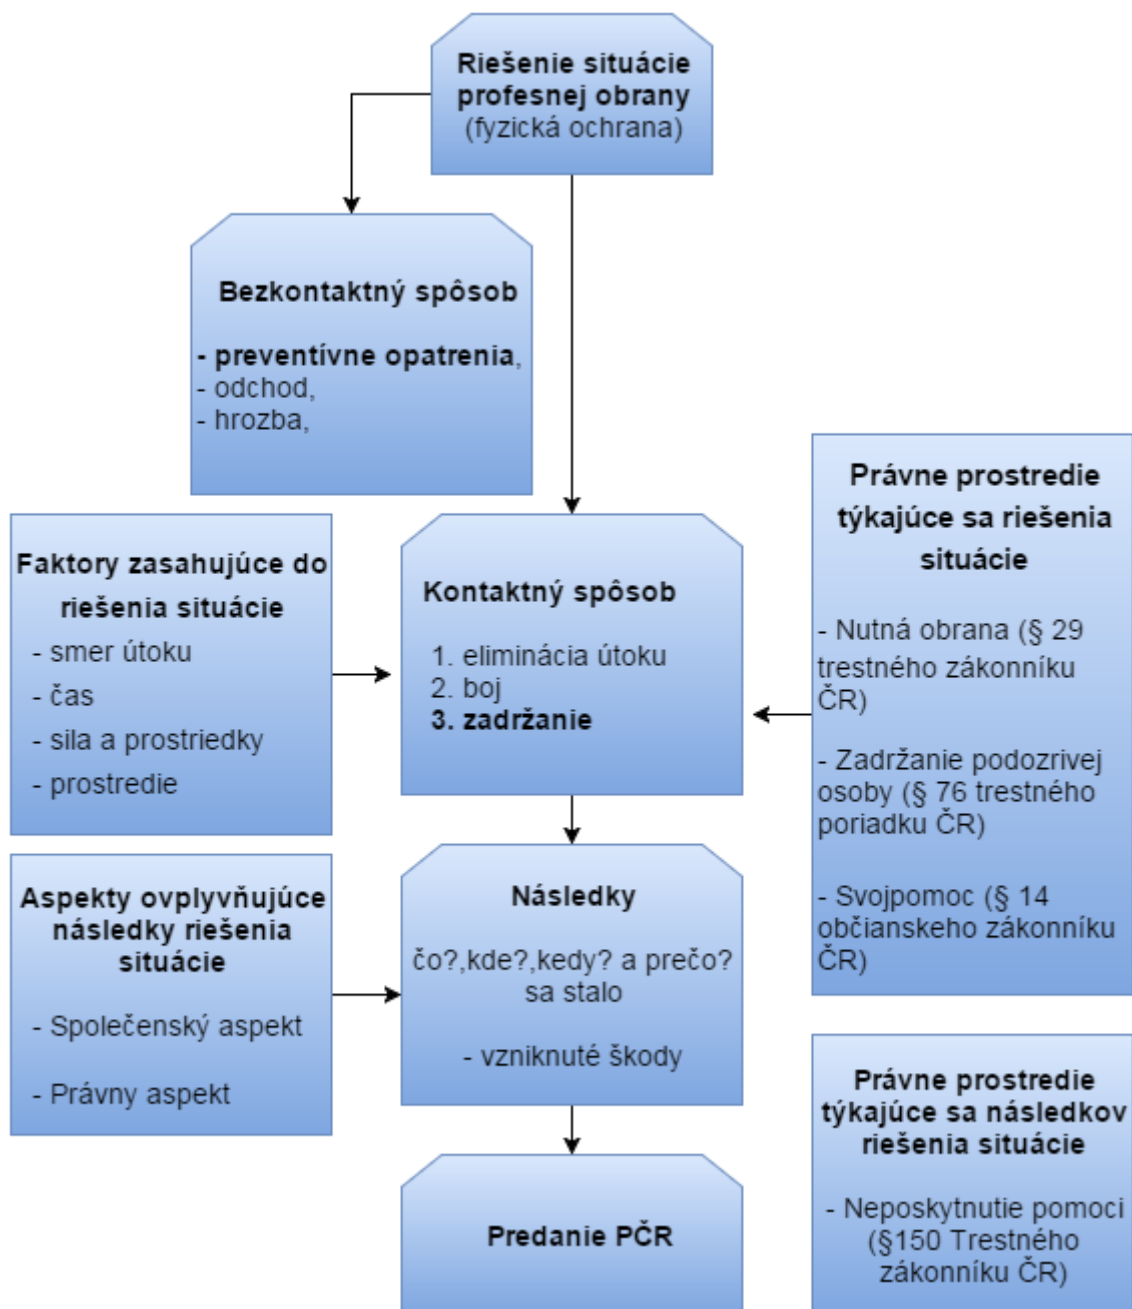 Riešenie situácie
profesnej obrany
(fyzická ochrana)
Bezkontaktný spôsob
- preventívne opatrenia,
- odchod,
- hrozba,
Právne prostredie
týkajúce sa riešenia
situácie
- Nutná obrana (§ 29
trestného zákonníku
ČR)
- Zadržanie podozrivej
osoby (§ 76 trestného
poriadku ČR)
- Svojpomoc (§ 14
občianskeho zákonníku
ČR)
Faktory zasahujúce do
riešenia situácie
- smer útoku
- čas
- sila a prostriedky
- prostredie
Kontaktný spôsob
1. eliminácia útoku
2. boj
3. zadržanie
Aspekty ovplyvňujúce
následky riešenia
situácie
- Společenský aspekt
- Právny aspekt
Následky
čo?,kde?,kedy? a prečo?
sa stalo
- vzniknuté škody
Právne prostredie
týkajúce sa následkov
riešenia situácie
- Neposkytnutie pomoci
(§150 Trestného
zákonníku ČR)
Predanie PČR